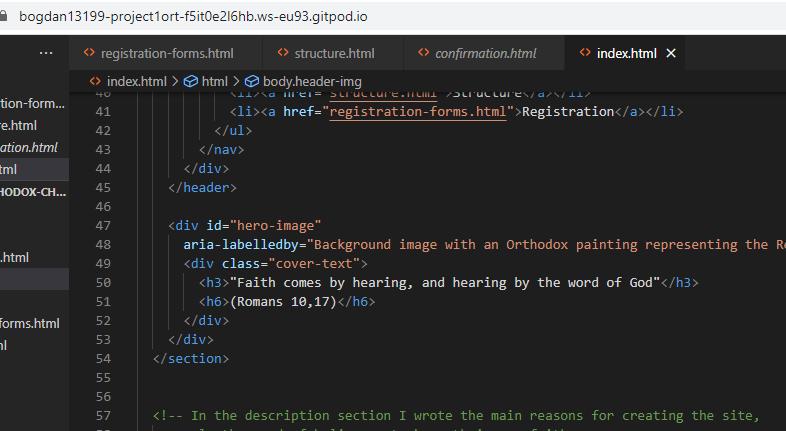 bogdan13199-project1ort-f5it0e2l6hb.ws-eu93.gitpod.io
... registration-forms.html structure.html confirmation.html index.html
index.html > html > body.header-img
tion-form...
re.html
ation.html
tml
HODOX-CH...
.html
forms.html
ml
40 <li><a href="structure.html">Structure</a></li>
41 <li><a href="registration-forms.html">Registration</a></li>
42 </ul>
43 </nav>
44 </div>
45 </header>
46
47 <div id="hero-image"
48 aria-labelledby="Background image with an Orthodox painting representing the Re
49 <div class="cover-text">
50 <h3>"Faith comes by hearing, and hearing by the word of God"</h3>
51 <h6>(Romans 10,17)</h6>
52 </div>
53 </div>
54 </section>
55
56
57 <!-- In the description section I wrote the main reasons for creating the site,